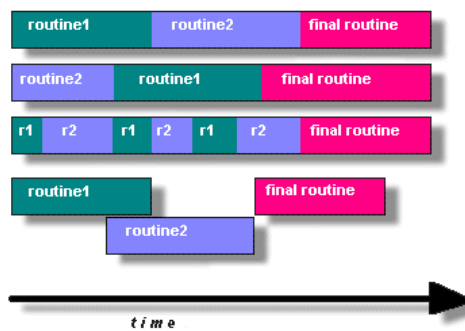 routine1 routine2 final routine
routine2 routine1 final routine
r1 r2 r1 r2 r1 r2 final routine
routine1 final routine
routine2
time